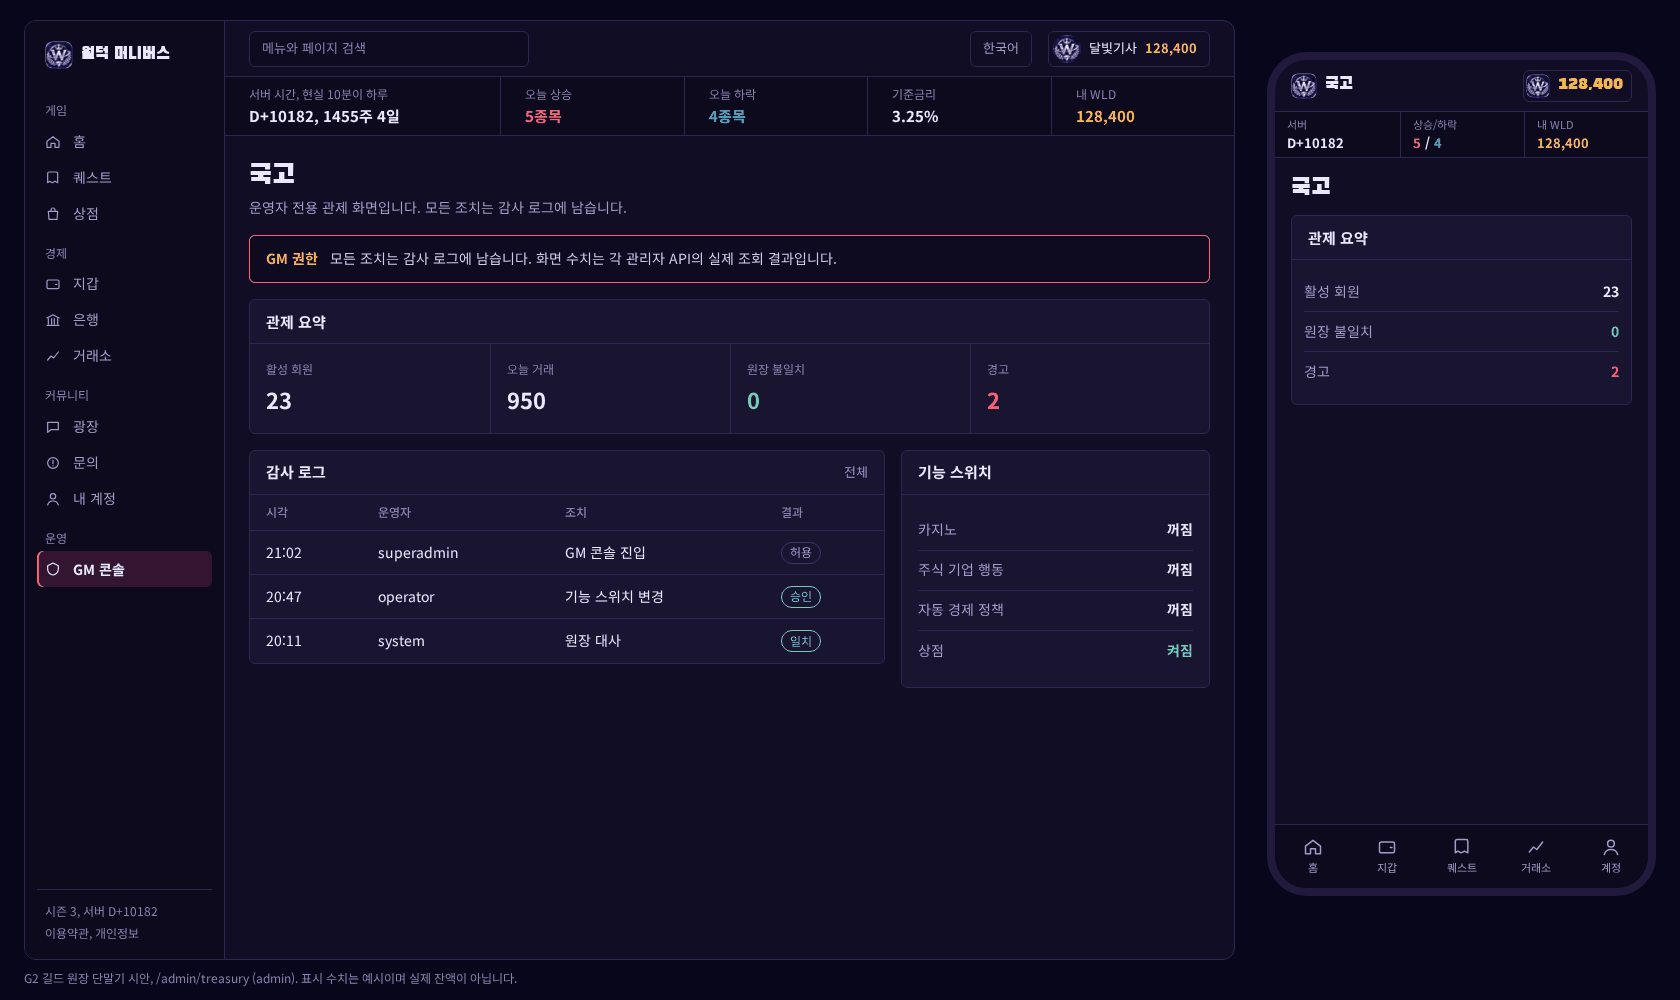 월덕 머니버스
게임
홈
퀘스트
상점
경제
지갑
은행
거래소
커뮤니티
광장
문의
내 계정
운영
GM 콘솔
시즌 3, 서버 D+10182
이용약관, 개인정보
메뉴와 페이지 검색
한국어
달빛기사 128,400
서버 시간, 현실 10분이 하루
D+10182, 1455주 4일
오늘 상승
5종목
오늘 하락
4종목
기준금리
3.25%
내 WLD
128,400
국고
운영자 전용 관제 화면입니다. 모든 조치는 감사 로그에 남습니다.
GM 권한 모든 조치는 감사 로그에 남습니다. 화면 수치는 각 관리자 API의 실제 조회 결과입니다.
관제 요약
활성 회원
23
오늘 거래
950
원장 불일치
0
경고
2
감사 로그 전체
시각 운영자 조치 결과
21:02 superadmin GM 콘솔 진입 허용
20:47 operator 기능 스위치 변경 승인
20:11 system 원장 대사 일치
기능 스위치
카지노 꺼짐
주식 기업 행동 꺼짐
자동 경제 정책 꺼짐
상점 켜짐
국고 128,400
서버
D+10182
상승/하락
5 / 4
내 WLD
128,400
국고
관제 요약
활성 회원 23
원장 불일치 0
경고 2
홈 지갑 퀘스트 거래소 계정
G2 길드 원장 단말기 시안, /admin/treasury (admin). 표시 수치는 예시이며 실제 잔액이 아닙니다.